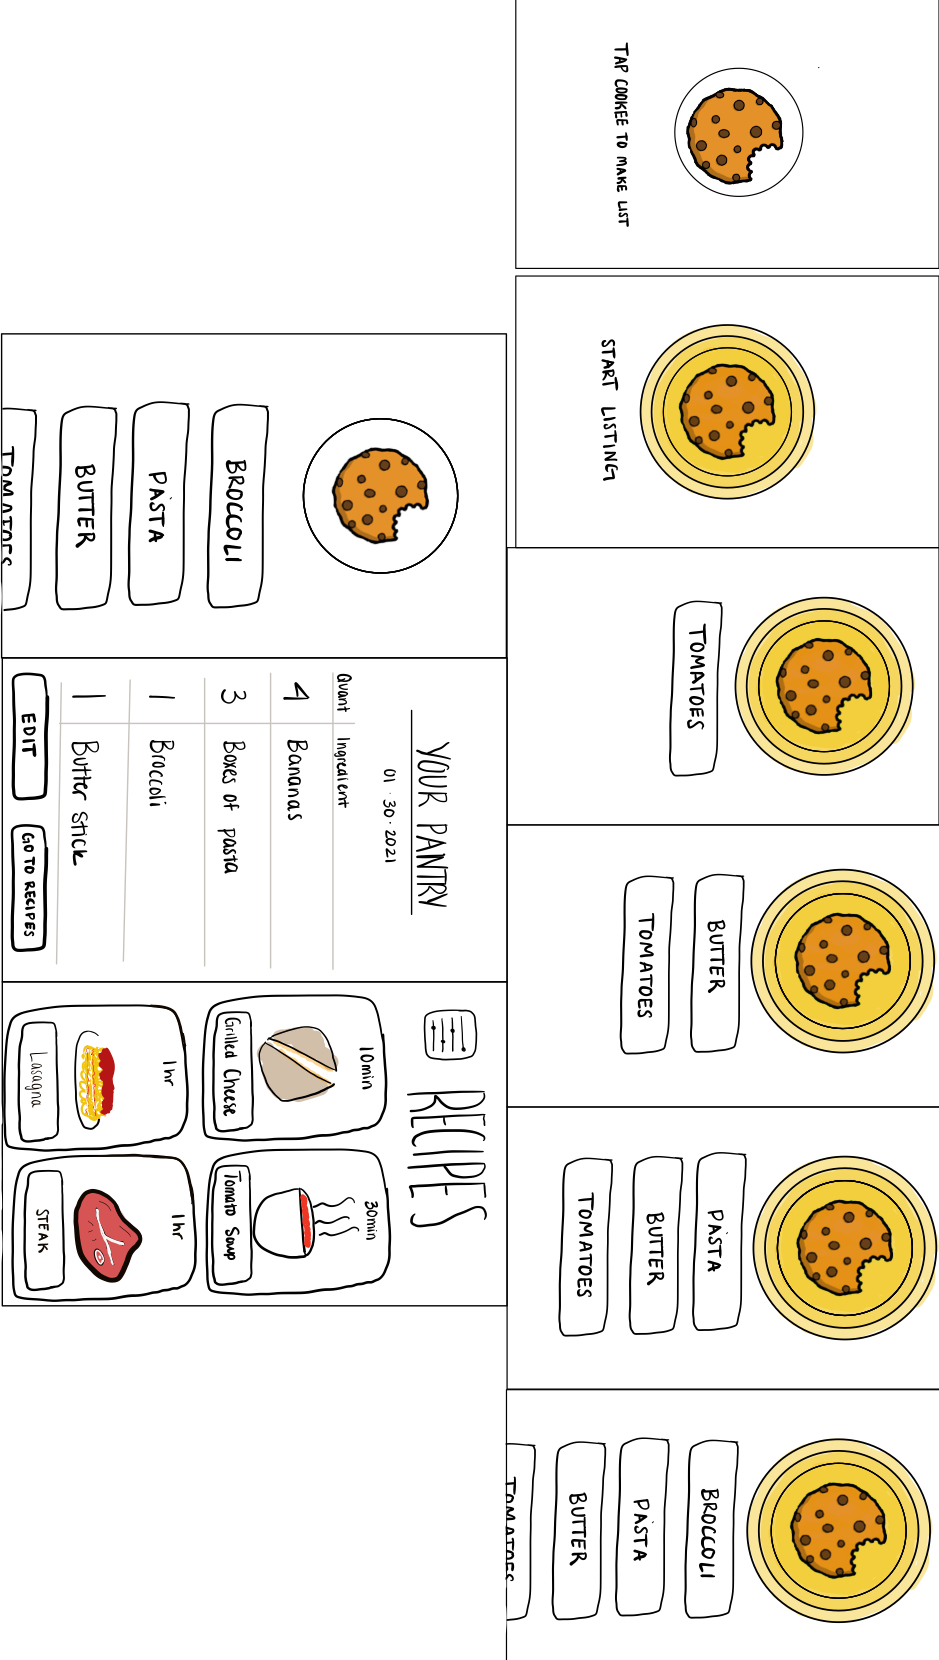 TAP COOKEE TO MAKE LIST
START LISTING
TOMATOES
BUTTER
TOMATOES
PASTA
BUTTER
TOMATOES
BROCCOLI
PASTA
BUTTER
TOMATOES
BROCCOLI
PASTA
BUTTER
TOMATOES
YOUR PANTRY
01·30·2021
Quant Ingredient
4 Bananas
3 Boxes of pasta
1 Broccoli
1 Butter stick
EDIT GO TO RECIPES
RECIPES
10min 30min
Grilled Cheese Tomato Soup
1hr 1hr
Lasagna STEAK